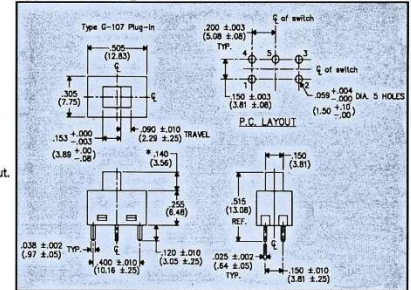 Type G-107 Plug-In
.505
(12.83)
.305
(7.75)
.153 +.000 -.003
(3.89 +.00 -.08)
.090 ±.010
(2.29 ±.25)
TRAVEL
*.140
(3.56)
.255
(6.48)
.038 ±.002
(.97 ±.05)
TYP.
.400 ±.010
(10.16 ±.25)
.120 ±.010
(3.05 ±.25)
.200 ±.003
(5.08 ±.08)
TYP.
℄ of switch
4 5 3
℄ of switch
1 2
.150 ±.003
(3.81 ±.08)
.059 +.004 -.000 DIA. 5 HOLES
(1.50 +.10 -.00)
P.C. LAYOUT
.150
(3.81)
.515
(13.08)
REF.
.025 ±.002
(.64 ±.05)
TYP.
.150 ±.010
(3.81 ±.25)